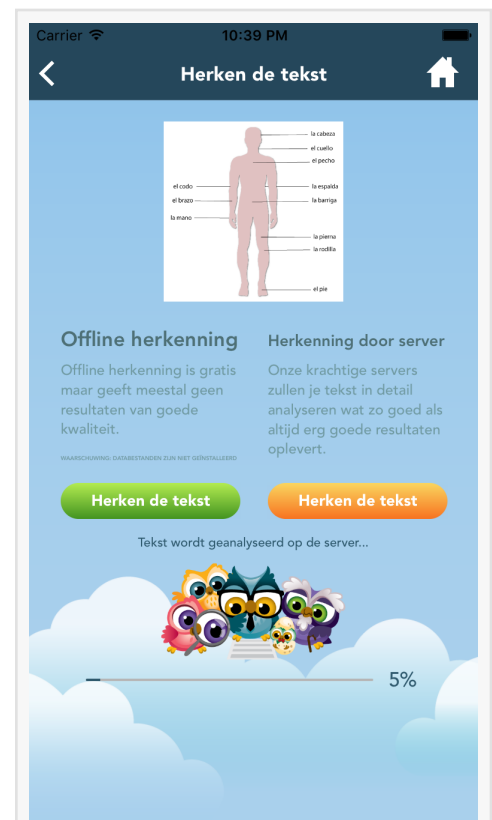 Carrier 10:39 PM
Herken de tekst
la cabeza
el cuello
el pecho
el codo
la espalda
el brazo
la barriga
la mano
la pierna
la rodilla
el pie
Offline herkenning
Offline herkenning is gratis
maar geeft meestal geen
resultaten van goede
kwaliteit.
WAARSCHUWING: DATABESTANDEN ZIJN NIET GEÏNSTALLEERD
Herken de tekst
Herkenning door server
Onze krachtige servers
zullen je tekst in detail
analyseren wat zo goed als
altijd erg goede resultaten
oplevert.
Herken de tekst
Tekst wordt geanalyseerd op de server...
5%